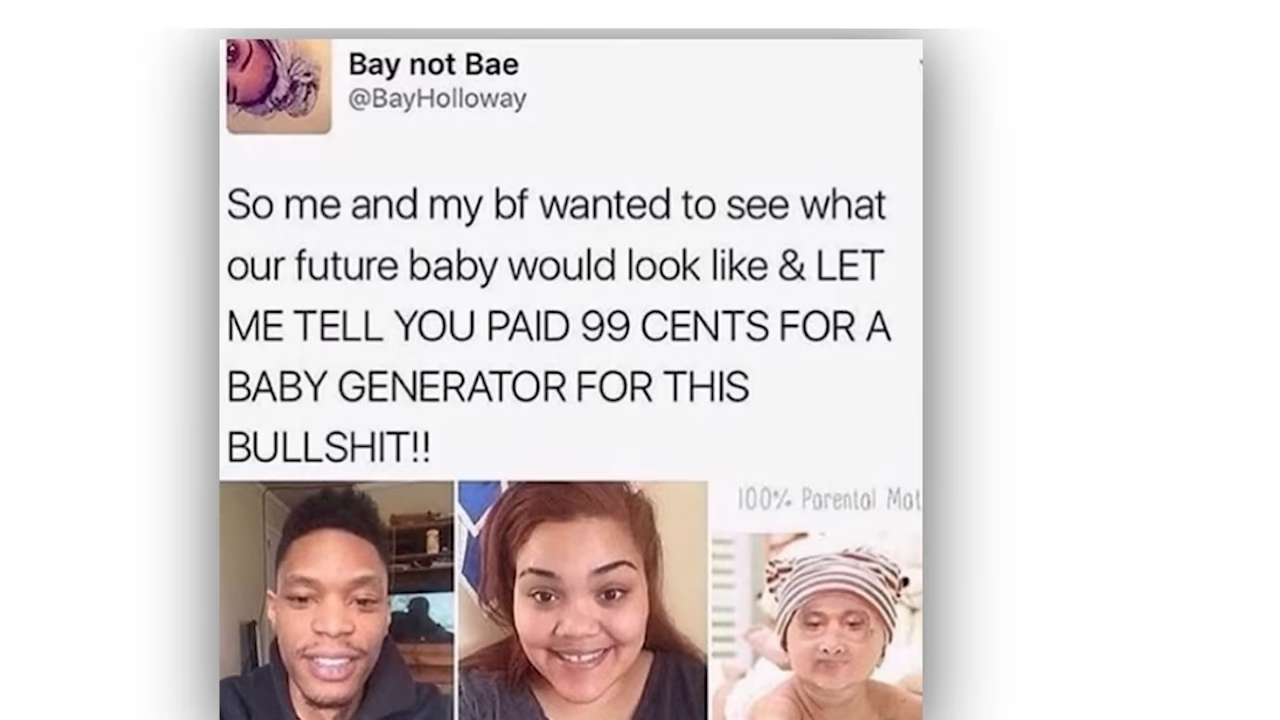 Bay not Bae
@BayHolloway
So me and my bf wanted to see what
our future baby would look like & LET
ME TELL YOU PAID 99 CENTS FOR A
BABY GENERATOR FOR THIS
BULLSHIT!!
100% Parental Mat